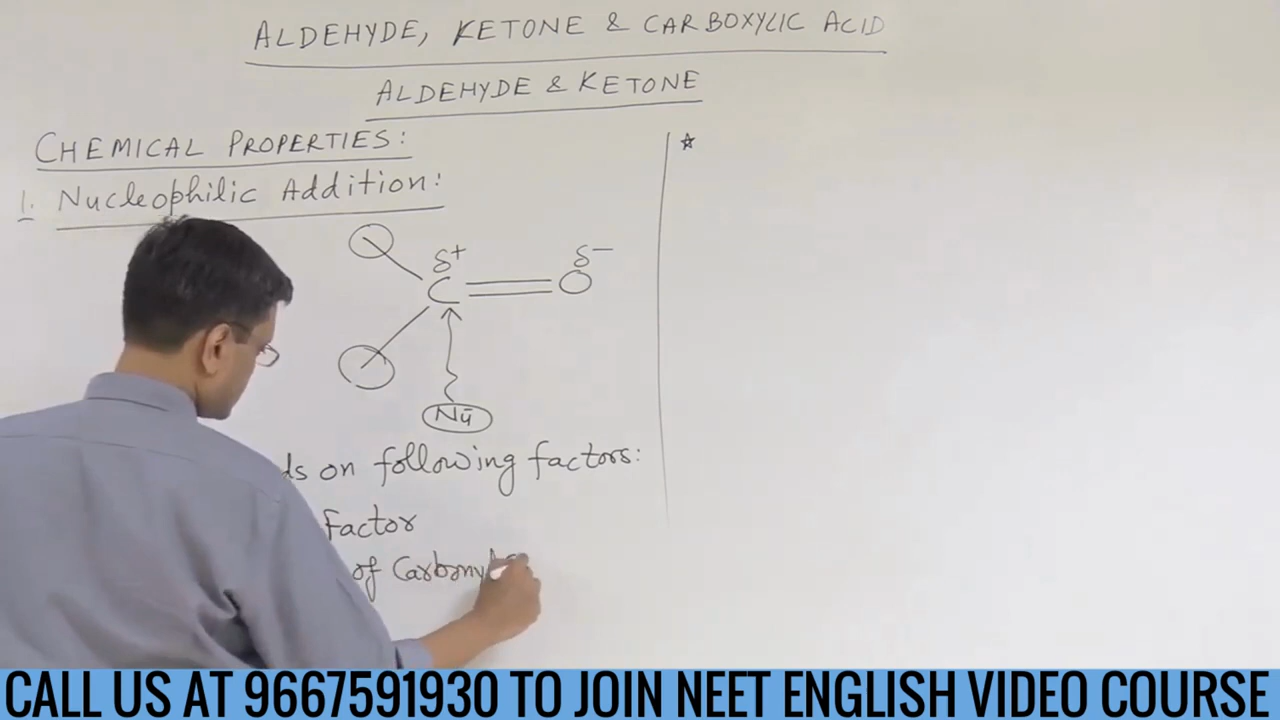 ALDEHYDE, KETONE & CARBOXYLIC ACID
ALDEHYDE & KETONE
CHEMICAL PROPERTIES:
1. Nucleophilic Addition:
δ+ δ–
C O
Nu̅
on following factors:
Factor
of Carbonyl
☆
CALL US AT 9667591930 TO JOIN NEET ENGLISH VIDEO COURSE